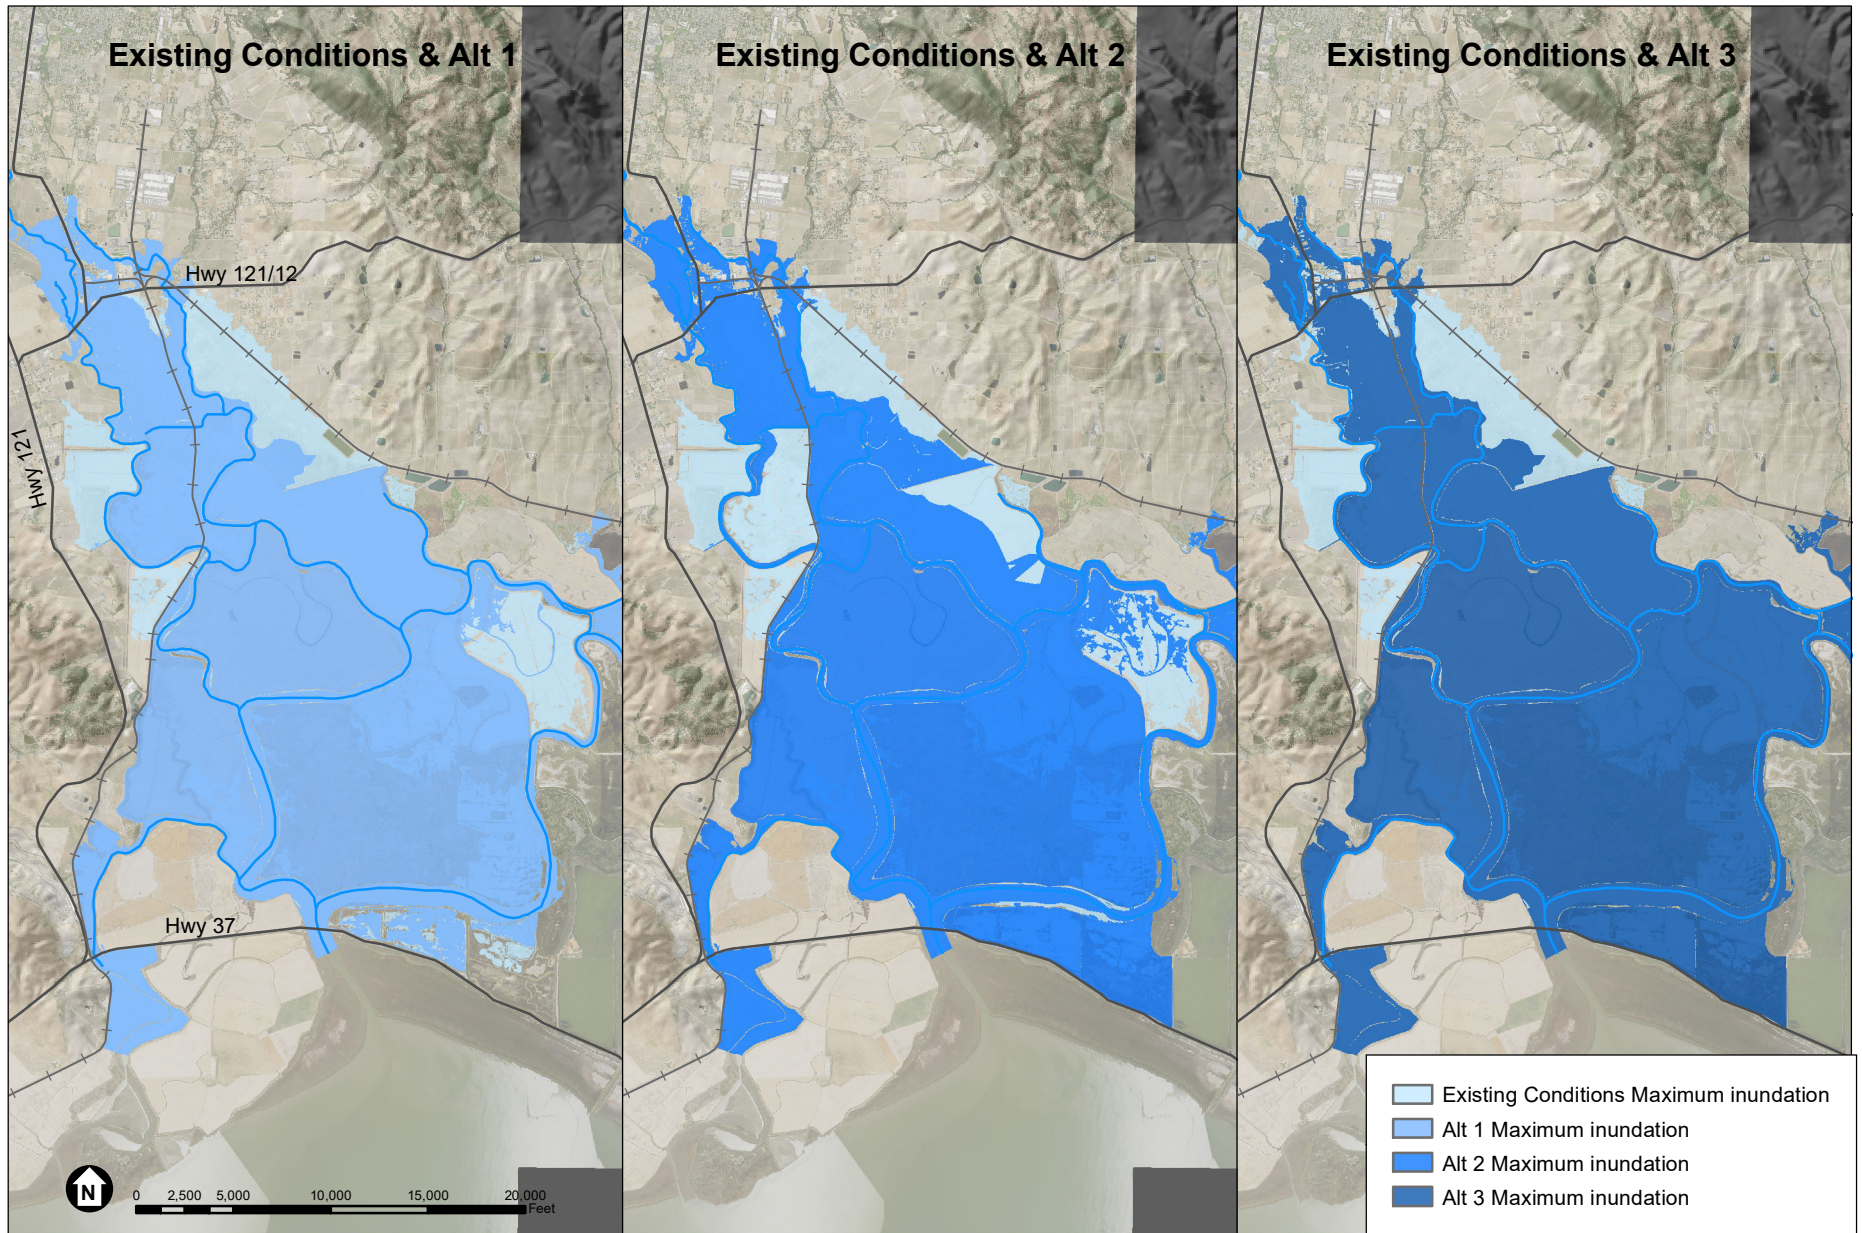 Existing Conditions & Alt 1
Existing Conditions & Alt 2
Existing Conditions & Alt 3
Hwy 121/12
Hwy 121
Hwy 37
N
0 2,500 5,000 10,000 15,000 20,000
Feet
Existing Conditions Maximum inundation
Alt 1 Maximum inundation
Alt 2 Maximum inundation
Alt 3 Maximum inundation